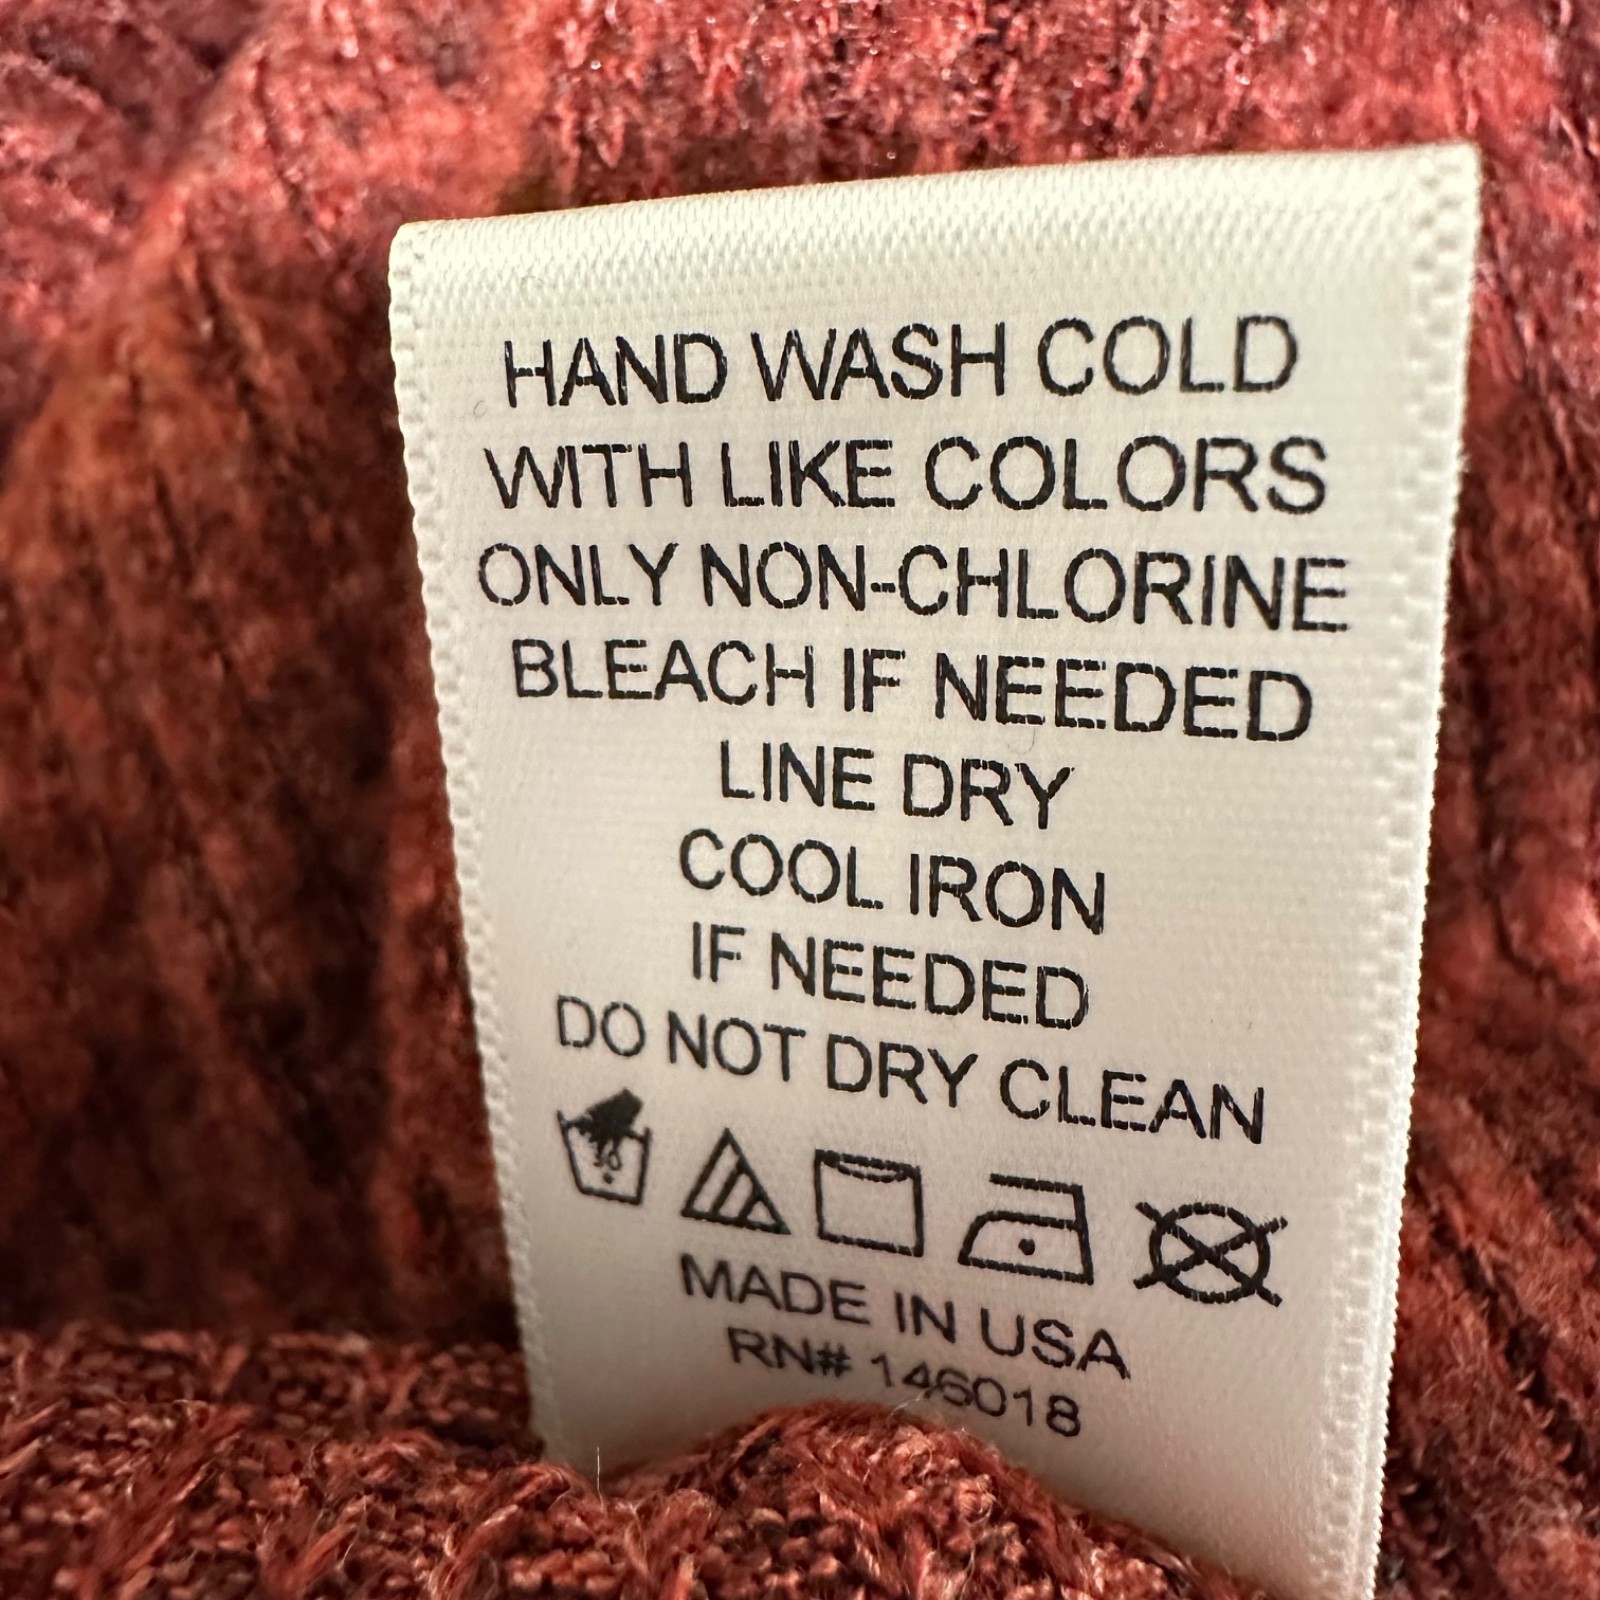 HAND WASH COLD
WITH LIKE COLORS
ONLY NON-CHLORINE
BLEACH IF NEEDED
LINE DRY
COOL IRON
IF NEEDED
DO NOT DRY CLEAN
30
MADE IN USA
RN# 146018